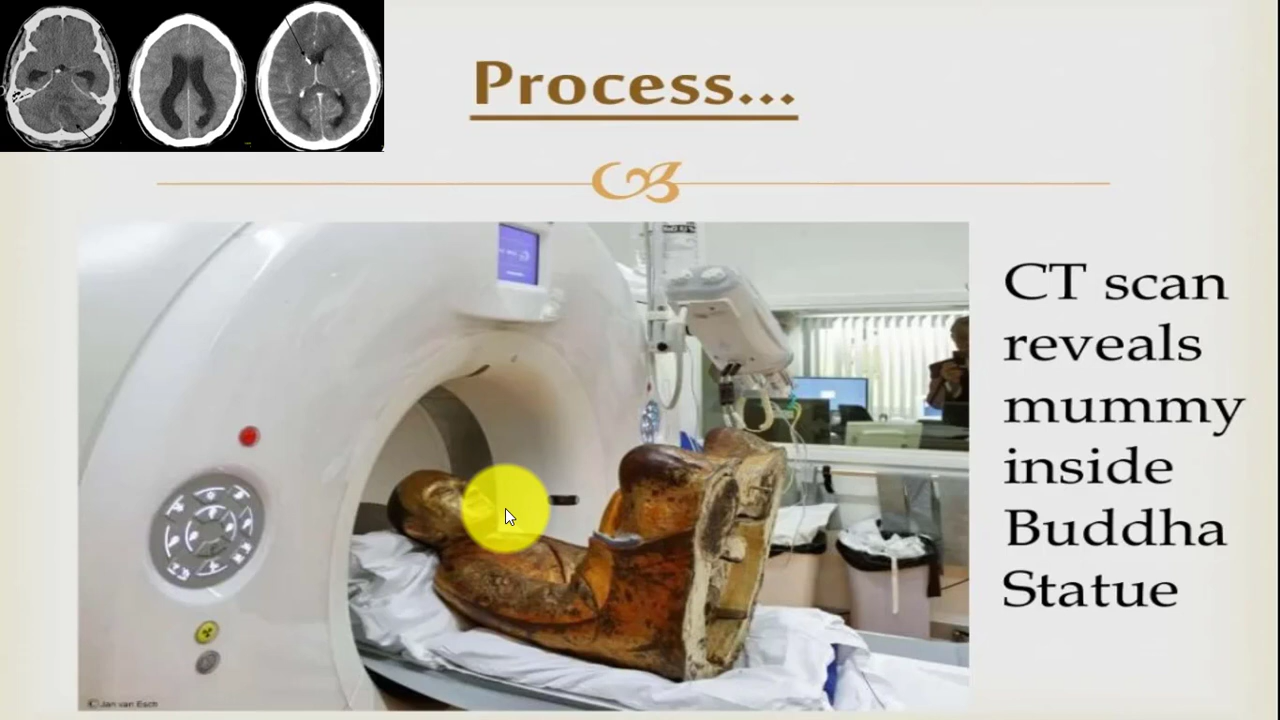 Process...
CT scan
reveals
mummy
inside
Buddha
Statue
© Jan van Esch